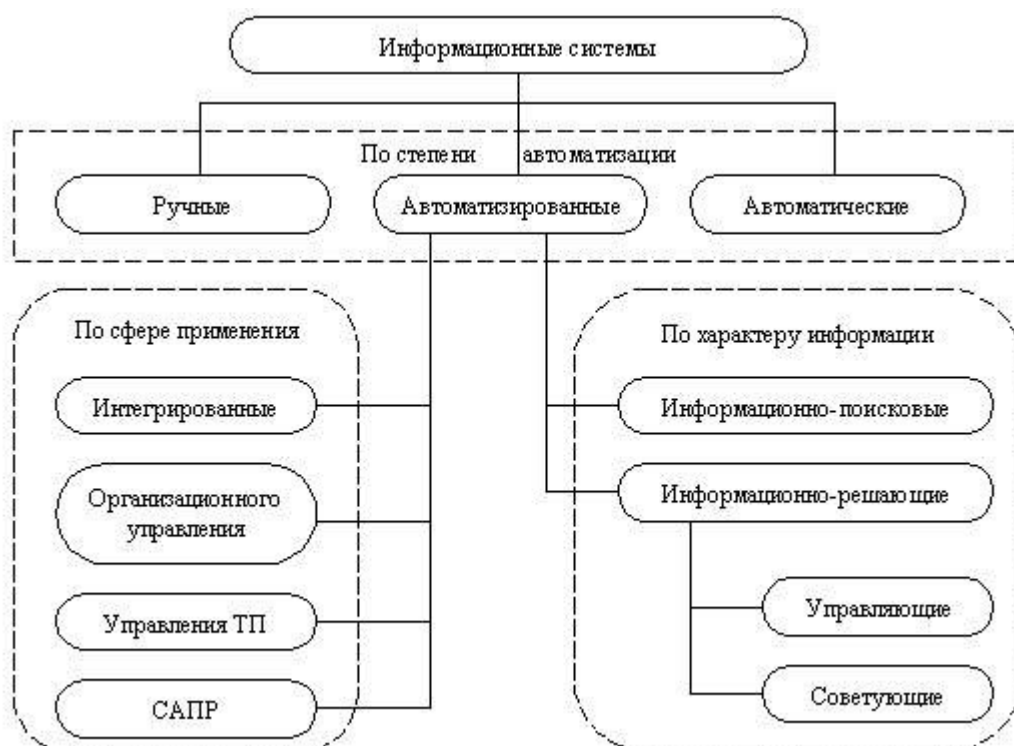 Информационные системы
По степени автоматизации
Ручные
Автоматизированные
Автоматические
По сфере применения
Интегрированные
Организационного
управления
Управления ТП
САПР
По характеру информации
Информационно-поисковые
Информационно-решающие
Управляющие
Советующие